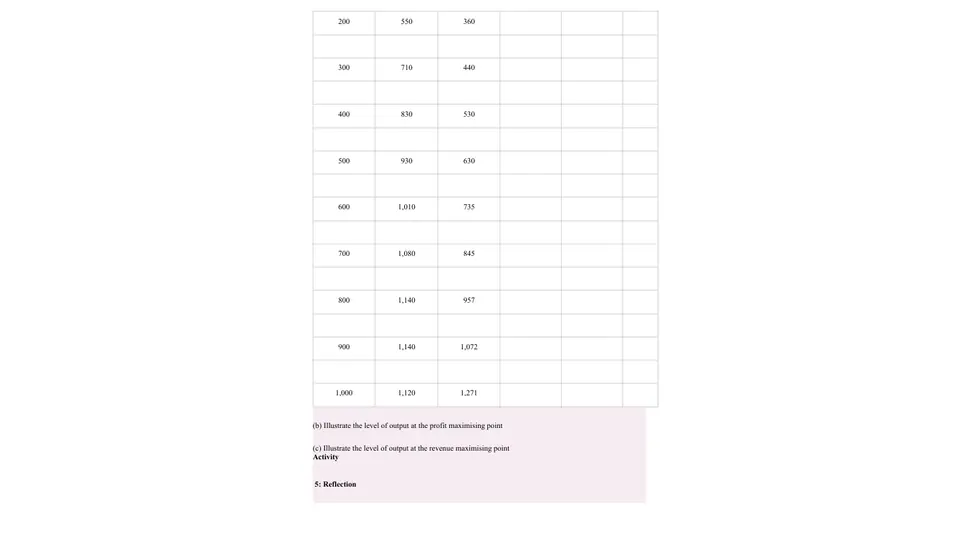 200 550 360
300 710 440
400 830 530
500 930 630
600 1,010 735
700 1,080 845
800 1,140 957
900 1,140 1,072
1,000 1,120 1,271
(b) Illustrate the level of output at the profit maximising point
(c) Illustrate the level of output at the revenue maximising point
Activity
5: Reflection